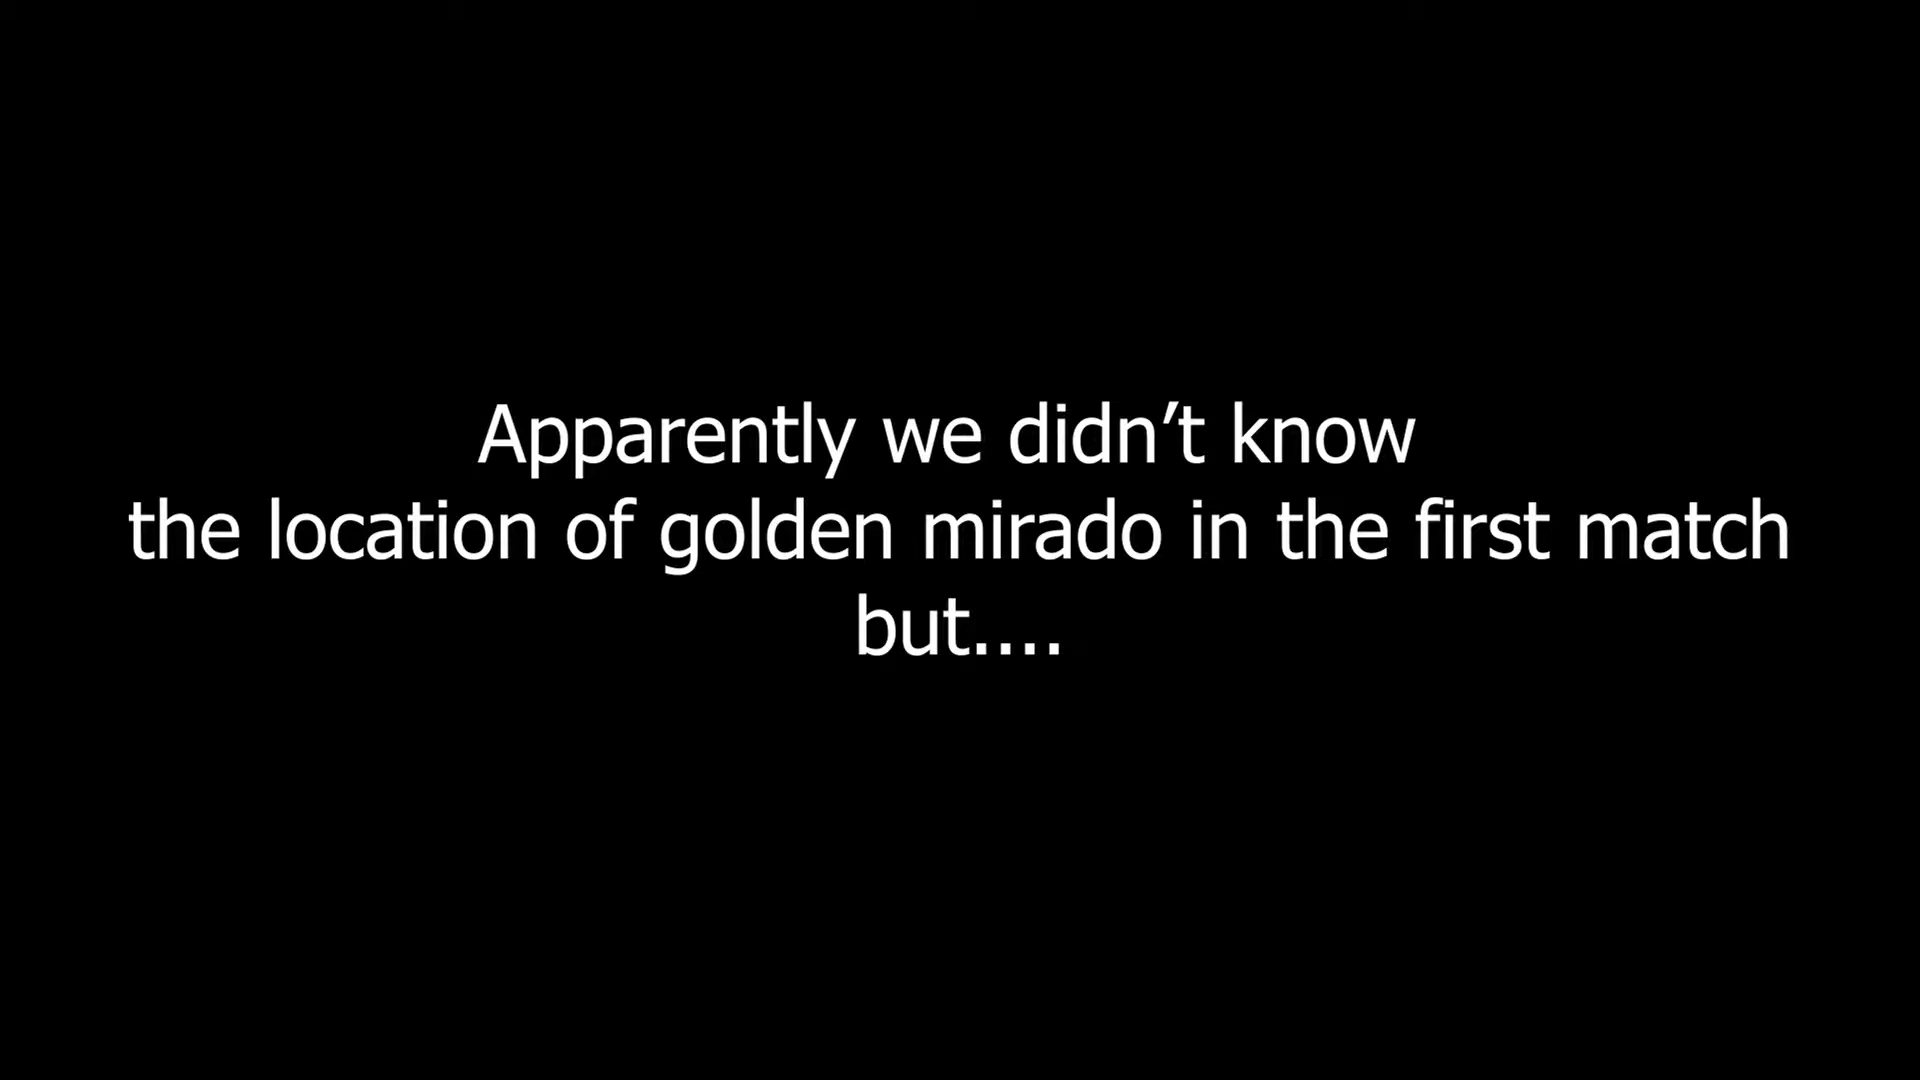 Apparently we didn’t know
the location of golden mirado in the first match
but....